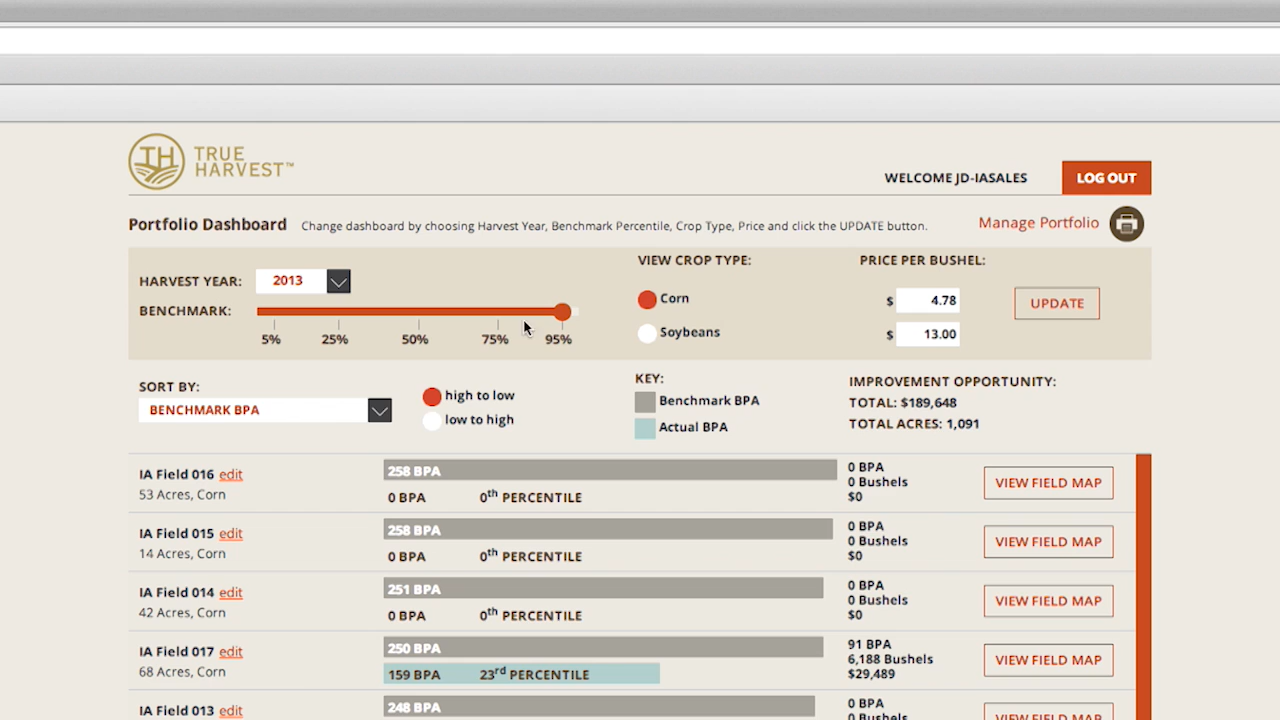 TH
TRUE
HARVEST™
WELCOME JD-IASALES
LOG OUT
Portfolio Dashboard
Change dashboard by choosing Harvest Year, Benchmark Percentile, Crop Type, Price and click the UPDATE button.
Manage Portfolio
HARVEST YEAR:
2013
BENCHMARK:
5%
25%
50%
75%
95%
VIEW CROP TYPE:
Corn
Soybeans
PRICE PER BUSHEL:
$ 4.78
$ 13.00
UPDATE
SORT BY:
BENCHMARK BPA
high to low
low to high
KEY:
Benchmark BPA
Actual BPA
IMPROVEMENT OPPORTUNITY:
TOTAL: $189,648
TOTAL ACRES: 1,091
IA Field 016 edit
53 Acres, Corn
258 BPA
0 BPA 0th PERCENTILE
0 BPA
0 Bushels
$0
VIEW FIELD MAP
IA Field 015 edit
14 Acres, Corn
258 BPA
0 BPA 0th PERCENTILE
0 BPA
0 Bushels
$0
VIEW FIELD MAP
IA Field 014 edit
42 Acres, Corn
251 BPA
0 BPA 0th PERCENTILE
0 BPA
0 Bushels
$0
VIEW FIELD MAP
IA Field 017 edit
68 Acres, Corn
250 BPA
159 BPA 23rd PERCENTILE
91 BPA
6,188 Bushels
$29,489
VIEW FIELD MAP
IA Field 013 edit
248 BPA
0 BPA
0 Bushels
VIEW FIELD MAP